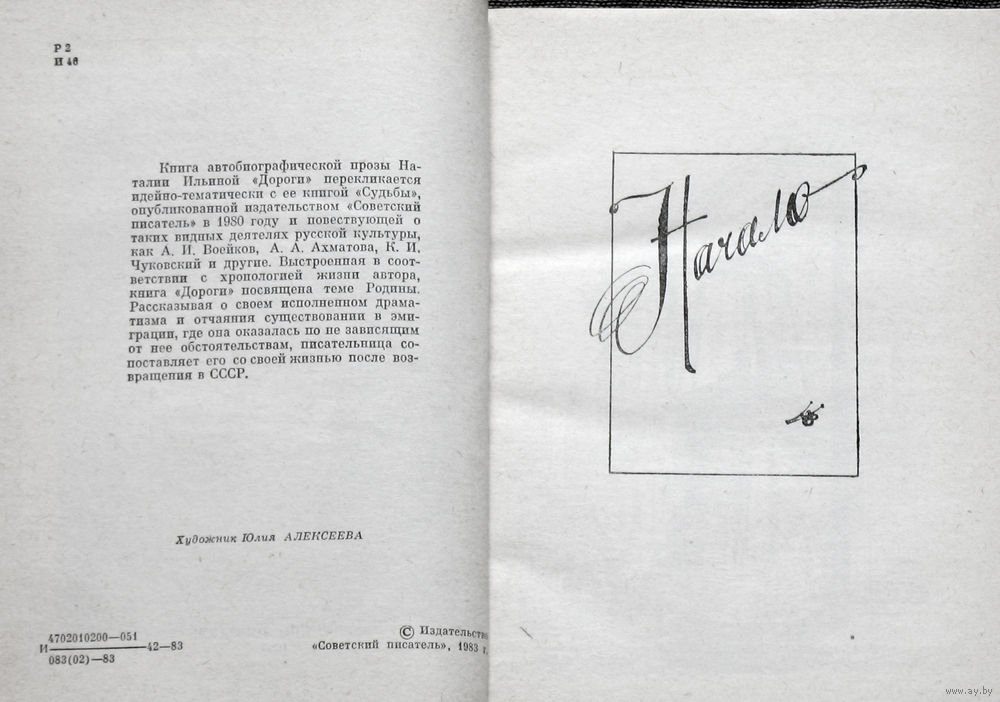 Р 2
И 46
Книга автобиографической прозы На-
талии Ильиной «Дороги» перекликается
идейно-тематически с ее книгой «Судьбы»,
опубликованной издательством «Советский
писатель» в 1980 году и повествующей о
таких видных деятелях русской культуры,
как А. И. Воейков, А. А. Ахматова, К. И.
Чуковский и другие. Выстроенная в соот-
ветствии с хронологией жизни автора,
книга «Дороги» посвящена теме Родины.
Рассказывая о своем исполненном драма-
тизма и отчаяния существовании в эми-
грации, где она оказалась по не зависящим
от нее обстоятельствам, писательница со-
поставляет его со своей жизнью после воз-
вращения в СССР.
Художник Юлия АЛЕКСЕЕВА
4702010200—051
И 42—83
083(02)—83
© Издательство
«Советский писатель», 1983 г.
Начало
www.ay.by